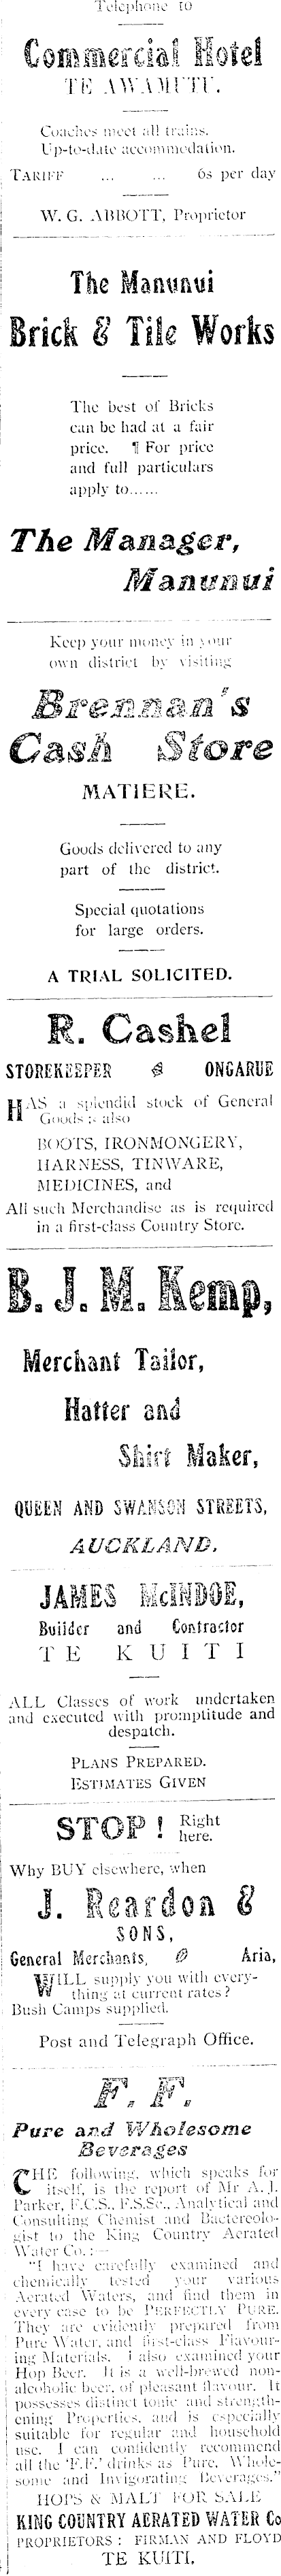 Telephone 10
Commercial Hotel
TE AWAMUTU.
Coaches meet all trains.
Up-to-date accommodation.
TARIFF ... ... 6s per day
W. G. ABBOTT, Proprietor
The Manunui
Brick & Tile Works
The best of Bricks
can be had at a fair
price. ¶ For price
and full particulars
apply to......
The Manager,
Manunui
Keep your money in your
own district by visiting
Brennan's
Cash Store
MATIERE.
Goods delivered to any
part of the district.
Special quotations
for large orders.
A TRIAL SOLICITED.
R. Cashel
STOREKEEPER ONGARUE
HAS a splendid stock of General
Goods : also
BOOTS, IRONMONGERY,
HARNESS, TINWARE,
MEDICINES, and
All such Merchandise as is required
in a first-class Country Store.
B. J. M. Kemp,
Merchant Tailor,
Hatter and
Shirt Maker,
QUEEN AND SWANSON STREETS,
AUCKLAND.
JAMES McINDOE,
Builder and Contractor
TE KUITI
ALL Classes of work undertaken
and executed with promptitude and
despatch.
PLANS PREPARED.
ESTIMATES GIVEN
STOP ! Right
here.
Why BUY elsewhere, when
J. Reardon &
SONS,
General Merchants, Aria,
WILL supply you with every-
thing at current rates?
Bush Camps supplied.
Post and Telegraph Office.
F. F.
Pure and Wholesome
Beverages
THE following, which speaks for
itself, is the report of Mr A. J.
Parker, F.C.S., F.S.Sc., Analytical and
Consulting Chemist and Bactereolo-
gist to the King Country Aerated
Water Co. :—
"I have carefully examined and
chemically tested your various
Aerated Waters, and find them in
every case to be PERFECTLY PURE.
They are evidently prepared from
Pure Water, and first-class Flavour-
ing Materials. I also examined your
Hop Beer. It is a well-brewed non-
alcoholic beer, of pleasant flavour. It
possesses distinct tonic and strength-
ening Properties, and is especially
suitable for regular and household
use. I can confidently recommend
all the 'F.F.' drinks as Pure, Whole-
some and Invigorating Beverages."
HOPS & MALT FOR SALE
KING COUNTRY AERATED WATER Co
PROPRIETORS : FIRMAN AND FLOYD
TE KUITI.